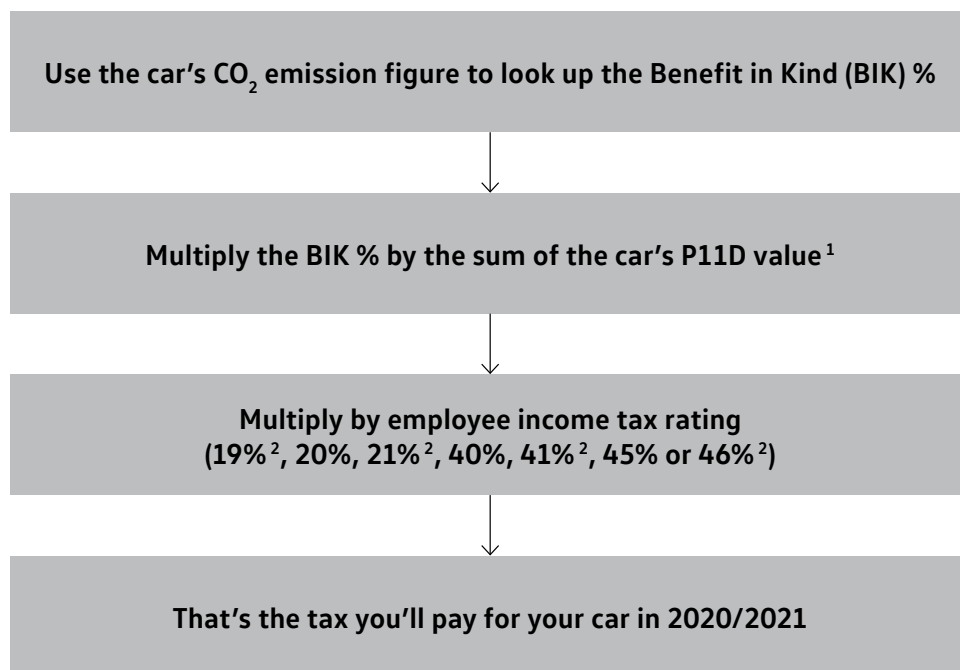 Use the car's CO₂ emission figure to look up the Benefit in Kind (BIK) %
Multiply the BIK % by the sum of the car's P11D value ¹
Multiply by employee income tax rating
(19% ², 20%, 21% ², 40%, 41% ², 45% or 46% ²)
That's the tax you'll pay for your car in 2020/2021